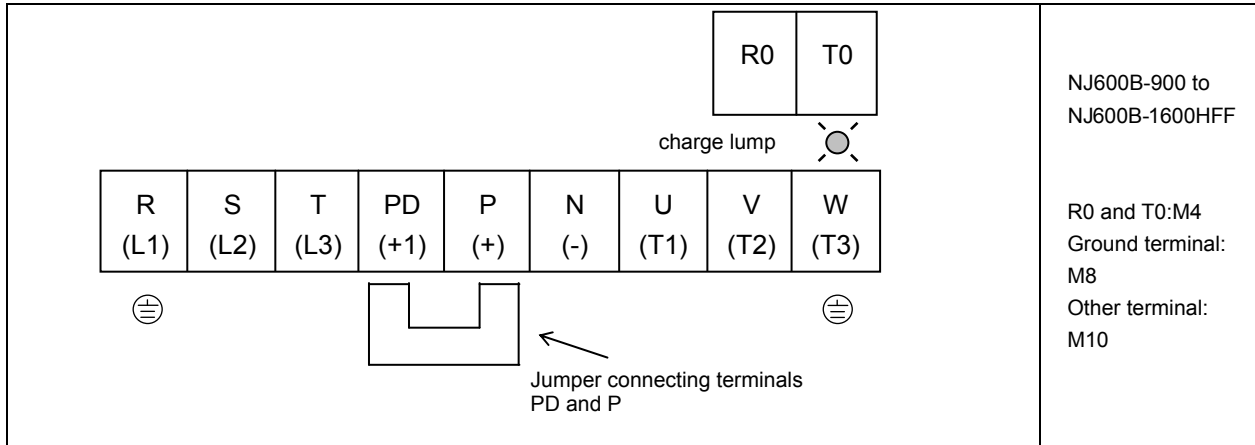 R0 T0
charge lump
R S T PD P N U V W
(L1) (L2) (L3) (+1) (+) (-) (T1) (T2) (T3)
Jumper connecting terminals
PD and P
NJ600B-900 to
NJ600B-1600HFF
R0 and T0:M4
Ground terminal:
M8
Other terminal:
M10